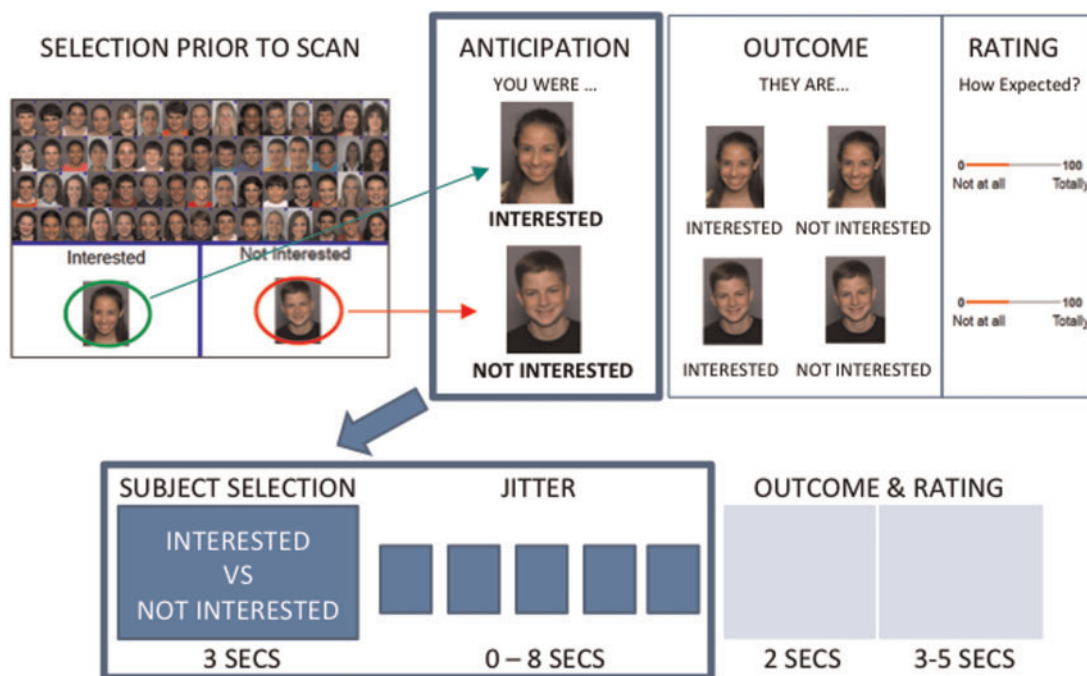 SELECTION PRIOR TO SCAN
Interested
Not Interested
ANTICIPATION
YOU WERE ...
INTERESTED
NOT INTERESTED
OUTCOME
THEY ARE...
INTERESTED NOT INTERESTED
INTERESTED NOT INTERESTED
RATING
How Expected?
0 100
Not at all Totally
0 100
Not at all Totally
SUBJECT SELECTION
INTERESTED
VS
NOT INTERESTED
3 SECS
JITTER
0 – 8 SECS
OUTCOME & RATING
2 SECS
3-5 SECS